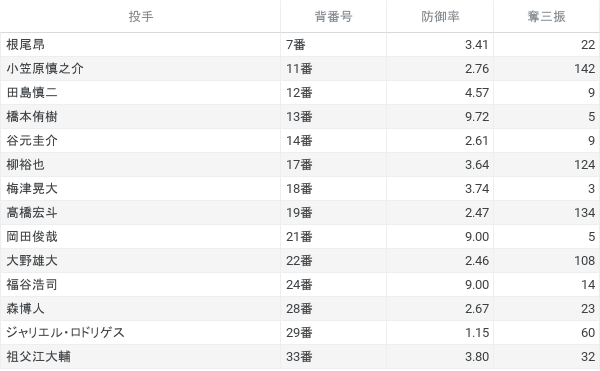 投手 背番号 防御率 奪三振
根尾昂 7番 3.41 22
小笠原慎之介 11番 2.76 142
田島慎二 12番 4.57 9
橋本侑樹 13番 9.72 5
谷元圭介 14番 2.61 9
柳裕也 17番 3.64 124
梅津晃大 18番 3.74 3
髙橋宏斗 19番 2.47 134
岡田俊哉 21番 9.00 5
大野雄大 22番 2.46 108
福谷浩司 24番 9.00 14
森博人 28番 2.67 23
ジャリエル・ロドリゲス 29番 1.15 60
祖父江大輔 33番 3.80 32